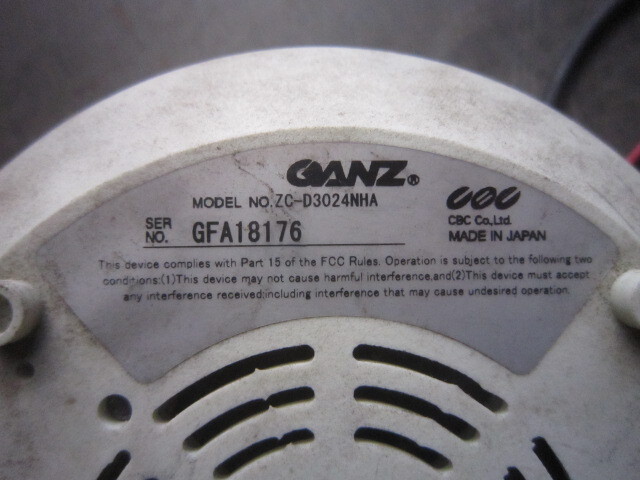 GANZ®
MODEL NO. ZC-D3024NHA
SER NO. GFA18176
CBC
CBC Co.,Ltd.
MADE IN JAPAN
This device complies with Part 15 of the FCC Rules. Operation is subject to the following two
conditions:(1)This device may not cause harmful interference,and(2)This device must accept
any interference received;including interference that may cause undesired operation.